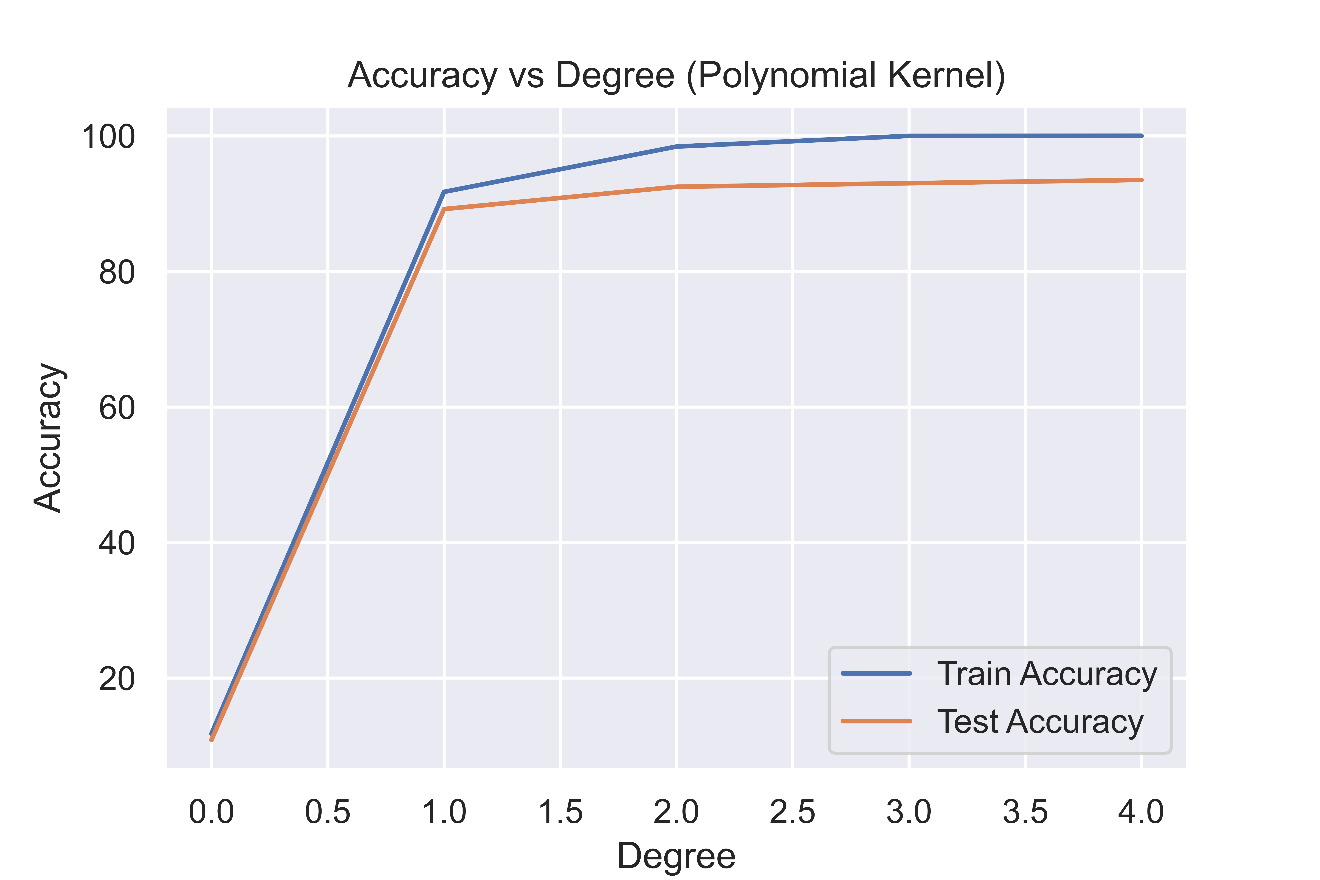 Accuracy vs Degree (Polynomial Kernel)
100
80
60
40
20
Accuracy
Train Accuracy
Test Accuracy
0.0 0.5 1.0 1.5 2.0 2.5 3.0 3.5 4.0
Degree